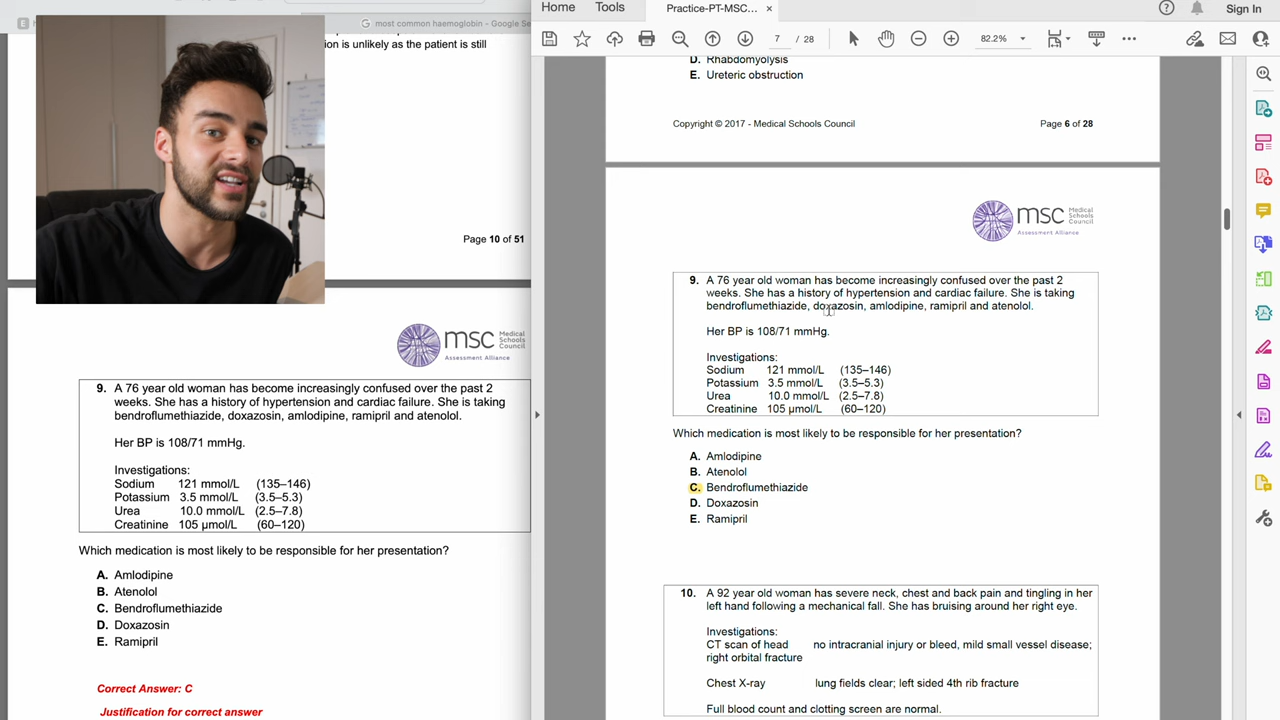 E
most common haemoglobin - Google Se
ion is unlikely as the patient is still
Page 10 of 51
msc Medical Schools Council
Assessment Alliance
9. A 76 year old woman has become increasingly confused over the past 2
weeks. She has a history of hypertension and cardiac failure. She is taking
bendroflumethiazide, doxazosin, amlodipine, ramipril and atenolol.
Her BP is 108/71 mmHg.
Investigations:
Sodium 121 mmol/L (135–146)
Potassium 3.5 mmol/L (3.5–5.3)
Urea 10.0 mmol/L (2.5–7.8)
Creatinine 105 µmol/L (60–120)
Which medication is most likely to be responsible for her presentation?
A. Amlodipine
B. Atenolol
C. Bendroflumethiazide
D. Doxazosin
E. Ramipril
Correct Answer: C
Justification for correct answer
Home Tools Practice-PT-MSC... × Sign In
7 / 28 82.2%
D. Rhabdomyolysis
E. Ureteric obstruction
Copyright © 2017 - Medical Schools Council Page 6 of 28
msc Medical Schools Council
Assessment Alliance
9. A 76 year old woman has become increasingly confused over the past 2
weeks. She has a history of hypertension and cardiac failure. She is taking
bendroflumethiazide, doxazosin, amlodipine, ramipril and atenolol.
Her BP is 108/71 mmHg.
Investigations:
Sodium 121 mmol/L (135–146)
Potassium 3.5 mmol/L (3.5–5.3)
Urea 10.0 mmol/L (2.5–7.8)
Creatinine 105 µmol/L (60–120)
Which medication is most likely to be responsible for her presentation?
A. Amlodipine
B. Atenolol
C. Bendroflumethiazide
D. Doxazosin
E. Ramipril
10. A 92 year old woman has severe neck, chest and back pain and tingling in her
left hand following a mechanical fall. She has bruising around her right eye.
Investigations:
CT scan of head no intracranial injury or bleed, mild small vessel disease;
right orbital fracture
Chest X-ray lung fields clear; left sided 4th rib fracture
Full blood count and clotting screen are normal.